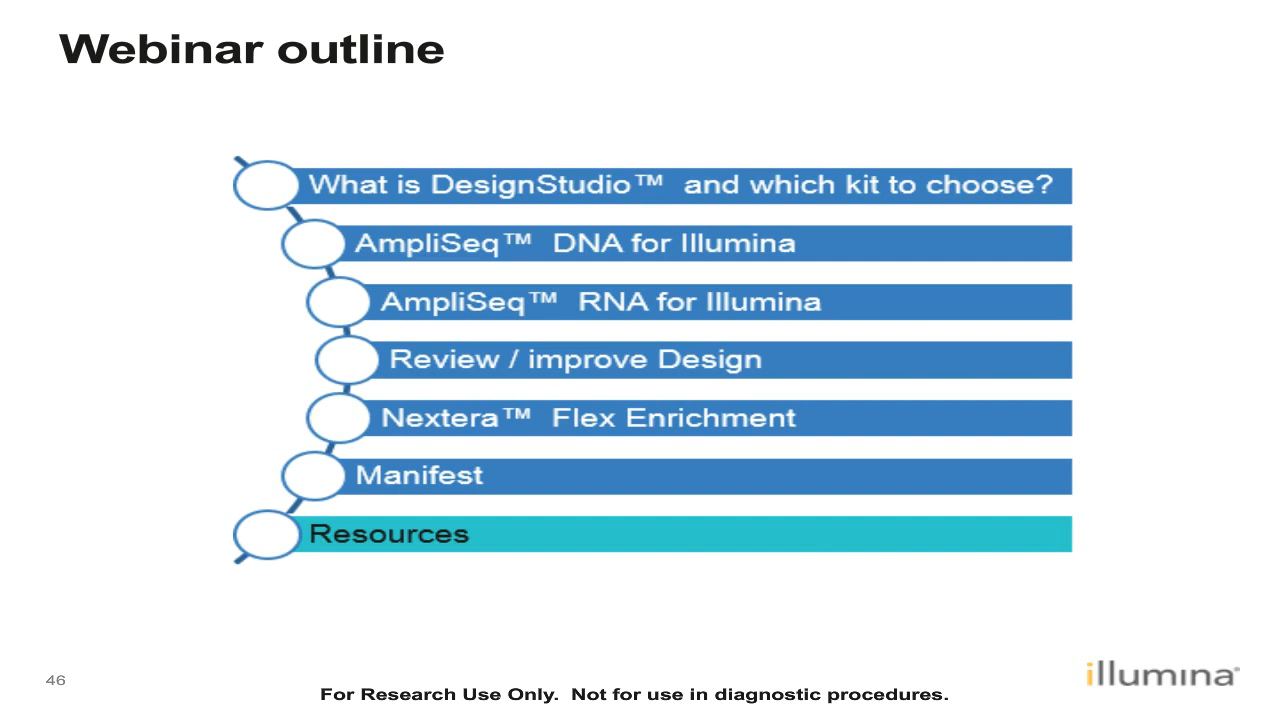 Webinar outline
What is DesignStudio™ and which kit to choose?
AmpliSeq™ DNA for Illumina
AmpliSeq™ RNA for Illumina
Review / improve Design
Nextera™ Flex Enrichment
Manifest
Resources
46
For Research Use Only. Not for use in diagnostic procedures.
illumina®